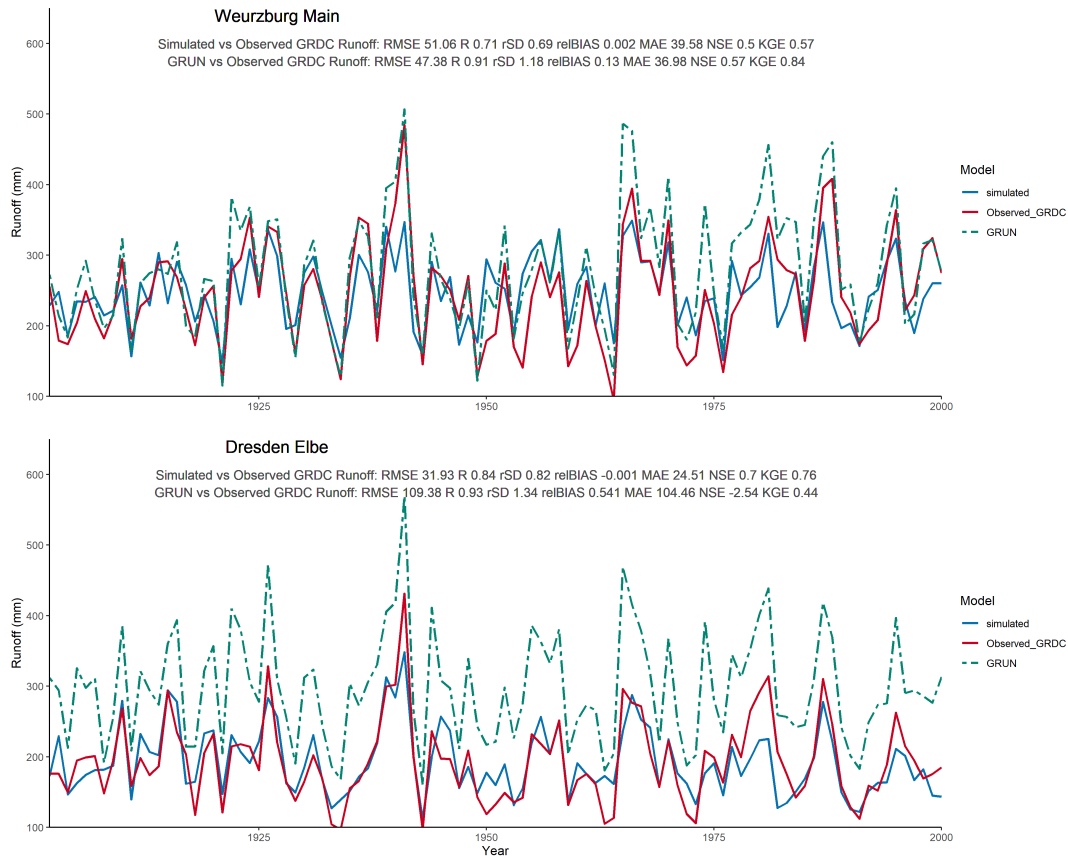 Weurzburg Main
Simulated vs Observed GRDC Runoff: RMSE 51.06 R 0.71 rSD 0.69 relBIAS 0.002 MAE 39.58 NSE 0.5 KGE 0.57
GRUN vs Observed GRDC Runoff: RMSE 47.38 R 0.91 rSD 1.18 relBIAS 0.13 MAE 36.98 NSE 0.57 KGE 0.84
600
500
400
300
200
100
Runoff (mm)
1925
1950
1975
2000
Model
simulated
Observed_GRDC
GRUN
Dresden Elbe
Simulated vs Observed GRDC Runoff: RMSE 31.93 R 0.84 rSD 0.82 relBIAS -0.001 MAE 24.51 NSE 0.7 KGE 0.76
GRUN vs Observed GRDC Runoff: RMSE 109.38 R 0.93 rSD 1.34 relBIAS 0.541 MAE 104.46 NSE -2.54 KGE 0.44
600
500
400
300
200
100
Runoff (mm)
1925
1950
1975
2000
Year
Model
simulated
Observed_GRDC
GRUN